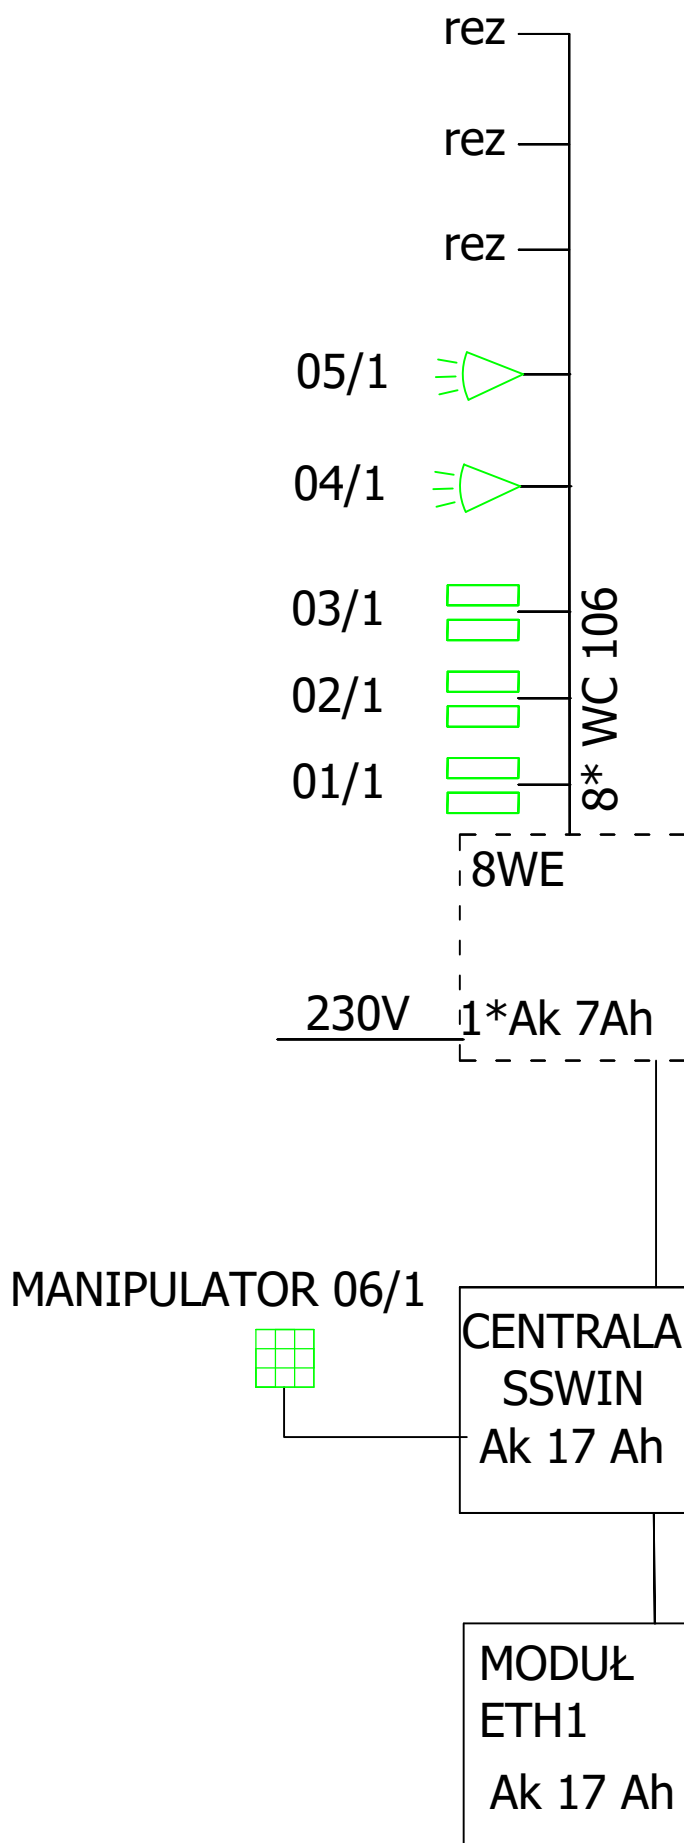 rez
rez
rez
05/1
04/1
03/1
02/1
01/1
8* WC 106
8WE
230V
1*Ak 7Ah
MANIPULATOR 06/1
CENTRALA
SSWIN
Ak 17 Ah
MODUŁ
ETH1
Ak 17 Ah